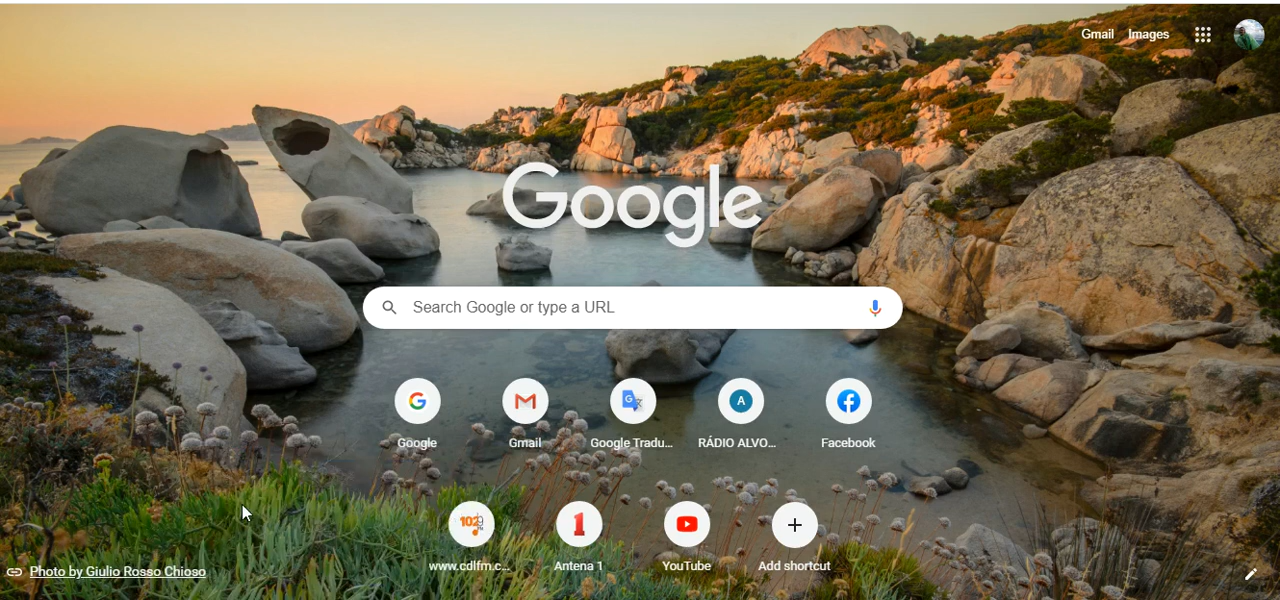 Gmail Images
Google
Search Google or type a URL
Google Gmail Google Tradu... RÁDIO ALVO... Facebook
www.cdlfm.c... Antena 1 YouTube Add shortcut
Photo by Giulio Rosso Chioso